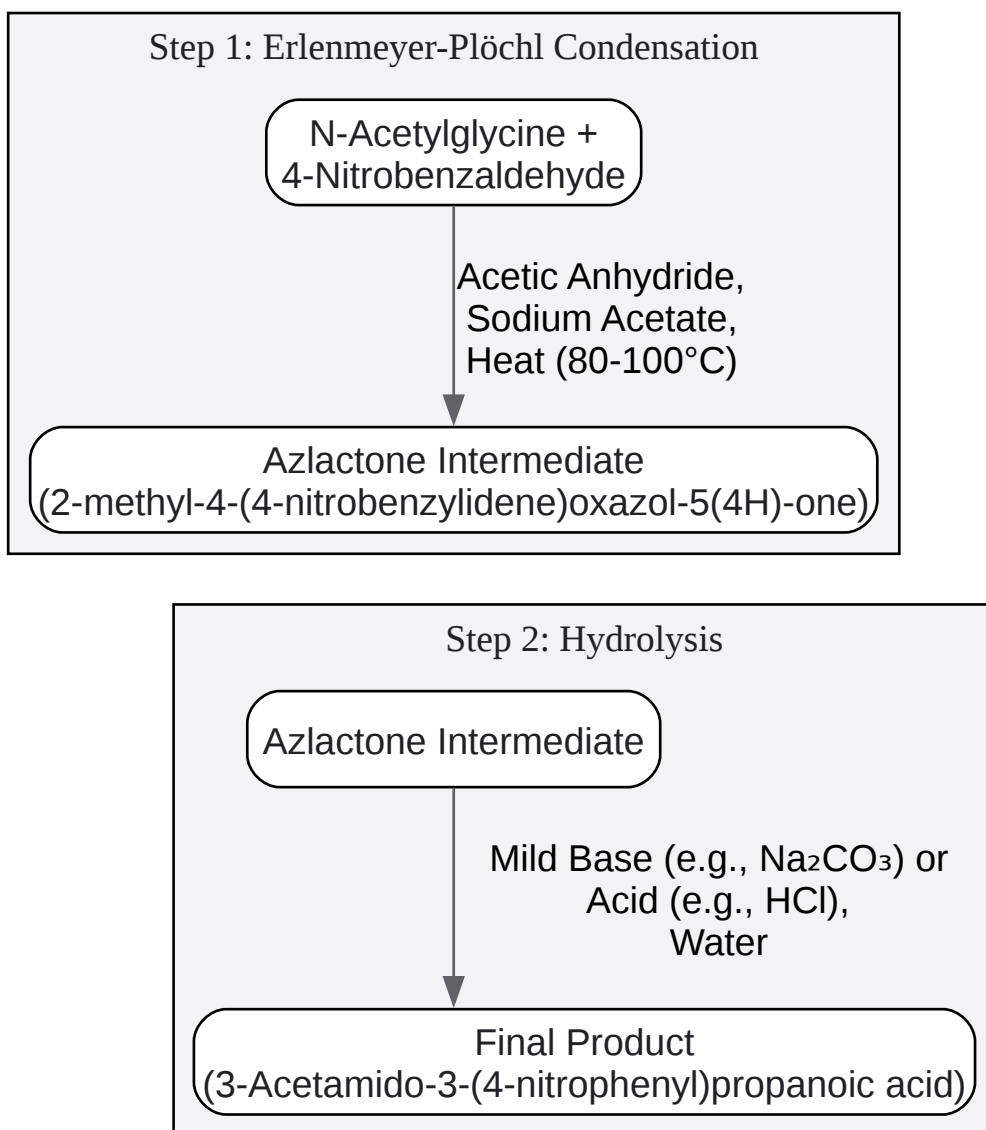 Step 1: Erlenmeyer-Plöchl Condensation
N-Acetylglycine +
4-Nitrobenzaldehyde
Acetic Anhydride,
Sodium Acetate,
Heat (80-100°C)
Azlactone Intermediate
(2-methyl-4-(4-nitrobenzylidene)oxazol-5(4H)-one)
Step 2: Hydrolysis
Azlactone Intermediate
Mild Base (e.g., Na₂CO₃) or
Acid (e.g., HCl),
Water
Final Product
(3-Acetamido-3-(4-nitrophenyl)propanoic acid)